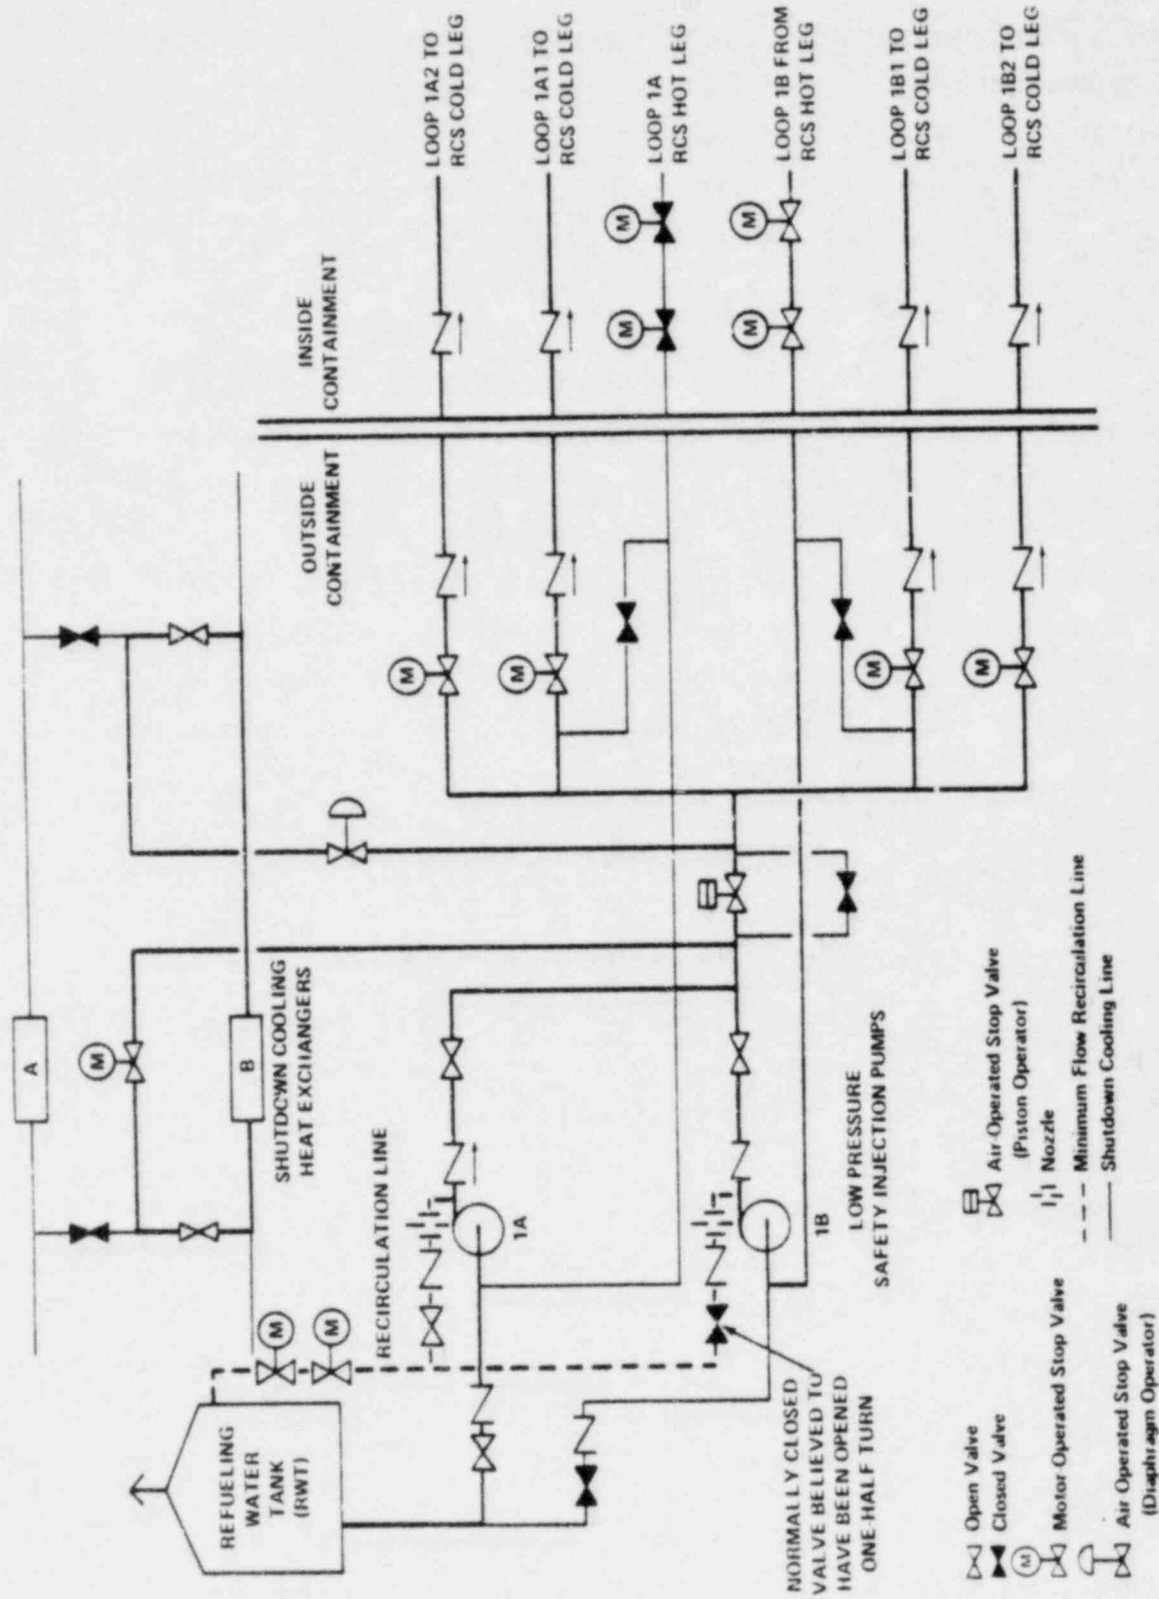 A
M
B
SHUTDOWN COOLING
HEAT EXCHANGERS
OUTSIDE
CONTAINMENT
INSIDE
CONTAINMENT
REFUELING
WATER
TANK
(RWT)
M
M
RECIRCULATION LINE
1A
M
M
LOOP 1A2 TO
RCS COLD LEG
LOOP 1A1 TO
RCS COLD LEG
M
M
LOOP 1A
RCS HOT LEG
M
M
LOOP 1B FROM
RCS HOT LEG
M
LOOP 1B1 TO
RCS COLD LEG
M
LOOP 1B2 TO
RCS COLD LEG
1B
LOW PRESSURE
SAFETY INJECTION PUMPS
NORMALLY CLOSED
VALVE BELIEVED TO
HAVE BEEN OPENED
ONE-HALF TURN
Open Valve
Closed Valve
M
Motor Operated Stop Valve
Air Operated Stop Valve
(Diaphragm Operator)
Air-Operated Stop Valve
(Piston Operator)
Nozzle
Minimum Flow Recirculation Line
Shutdown Cooling Line